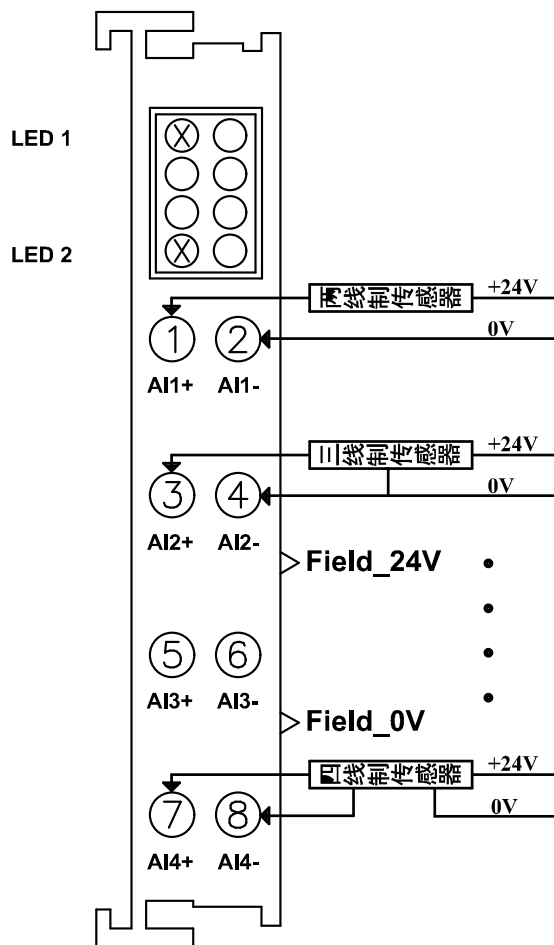 LED 1
LED 2
两线制传感器 +24V
0V
① ②
AI1+ AI1-
三线制传感器 +24V
0V
③ ④
AI2+ AI2-
Field_24V
⑤ ⑥
AI3+ AI3-
Field_0V
四线制传感器 +24V
0V
⑦ ⑧
AI4+ AI4-